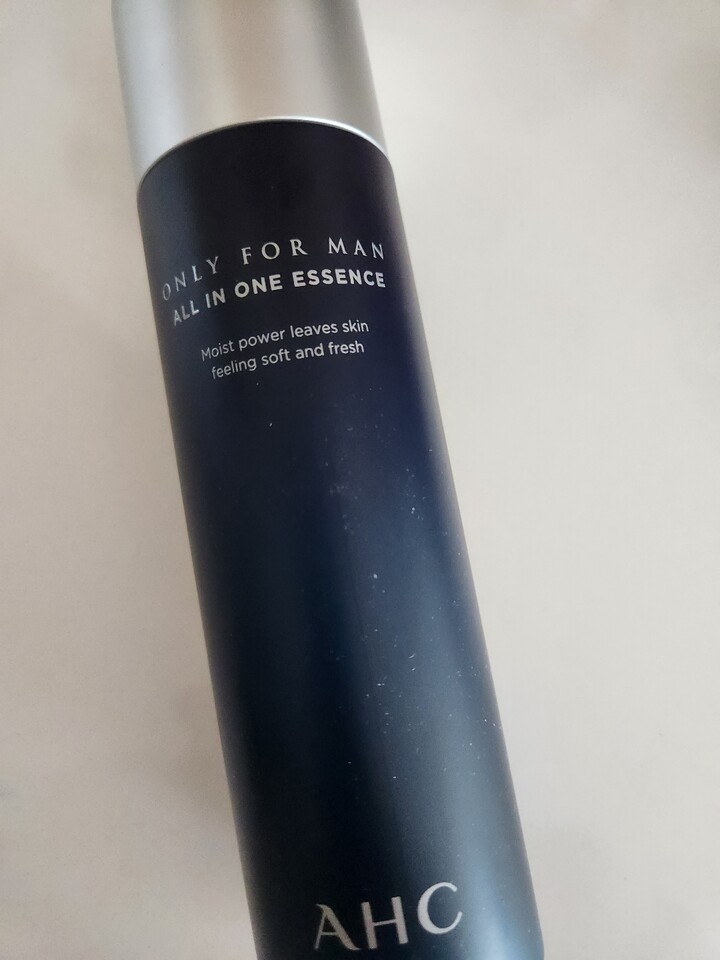 ONLY FOR MAN
ALL IN ONE ESSENCE
Moist power leaves skin
feeling soft and fresh
AHC